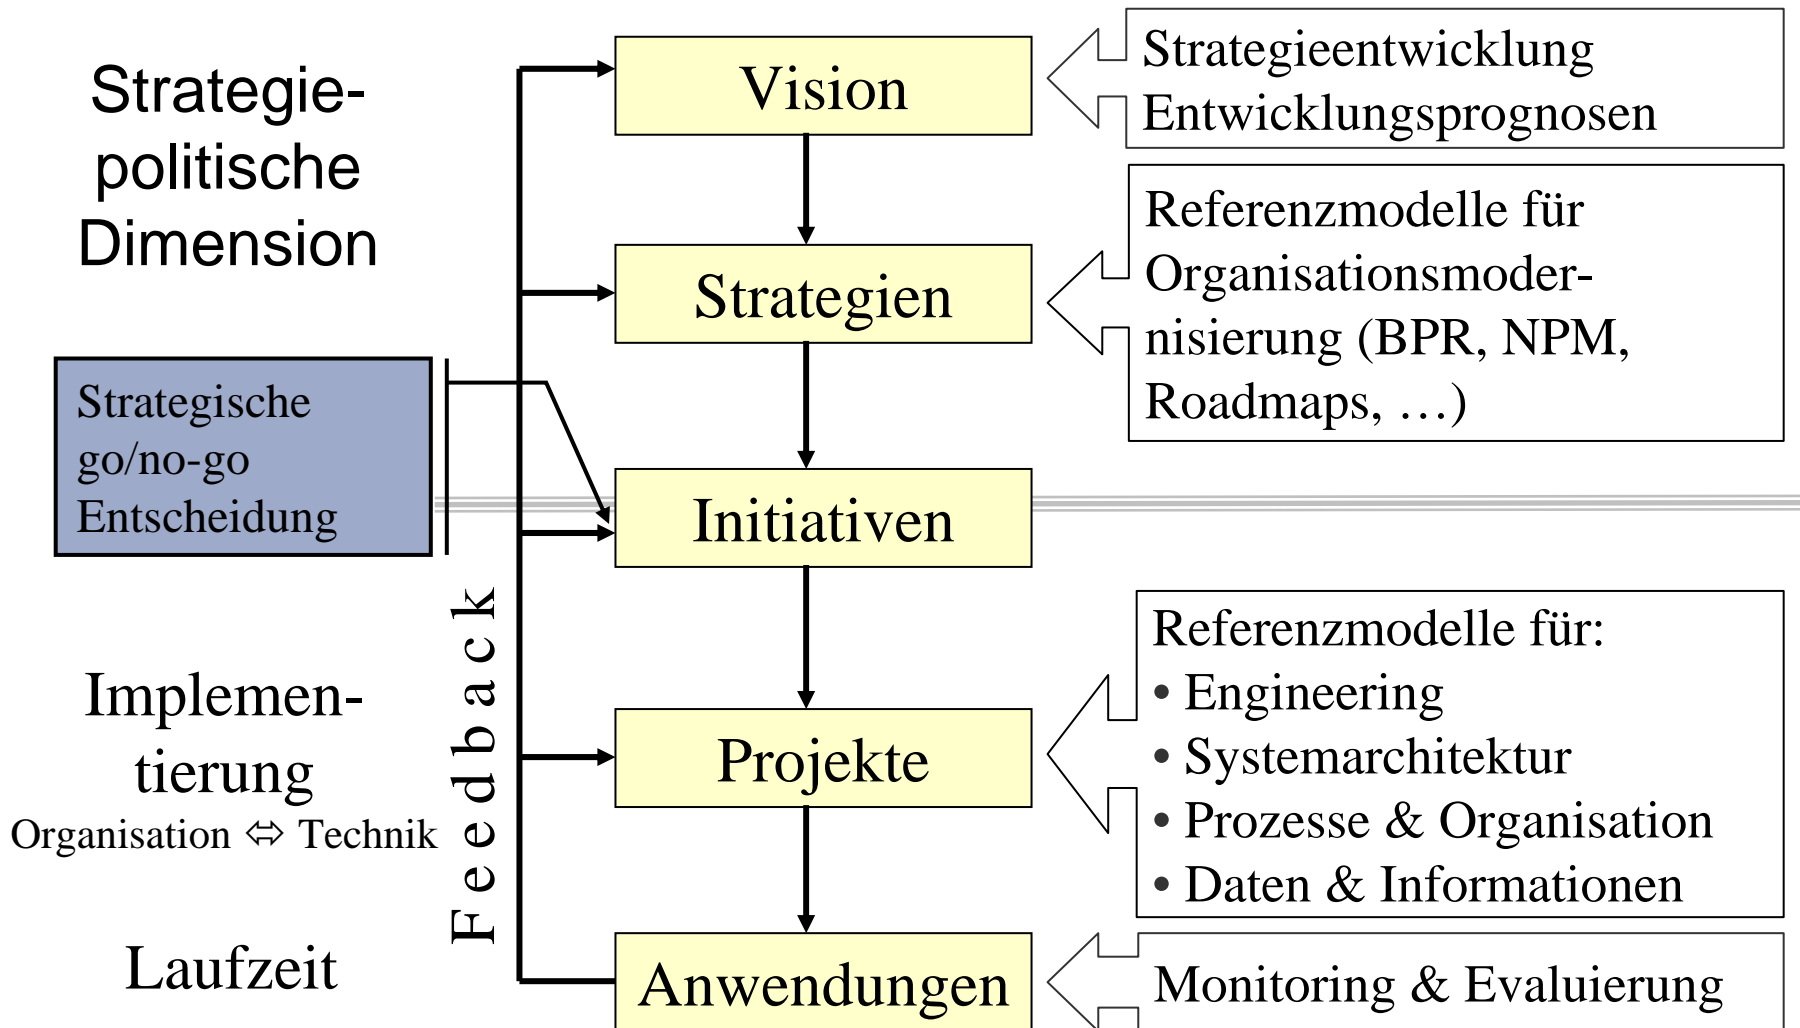 Strategie-
politische
Dimension
Strategische
go/no-go
Entscheidung
Implemen-
tierung
Organisation ⇔ Technik
Laufzeit
Feedback
Vision
Strategien
Initiativen
Projekte
Anwendungen
Strategieentwicklung
Entwicklungsprognosen
Referenzmodelle für
Organisationsmoder-
nisierung (BPR, NPM,
Roadmaps, …)
Referenzmodelle für:
• Engineering
• Systemarchitektur
• Prozesse & Organisation
• Daten & Informationen
Monitoring & Evaluierung